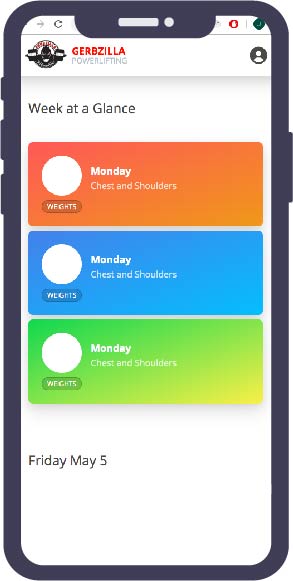 GERBZILLA
POWERLIFTING
Week at a Glance
Monday
Chest and Shoulders
WEIGHTS
Monday
Chest and Shoulders
WEIGHTS
Monday
Chest and Shoulders
WEIGHTS
Friday May 5